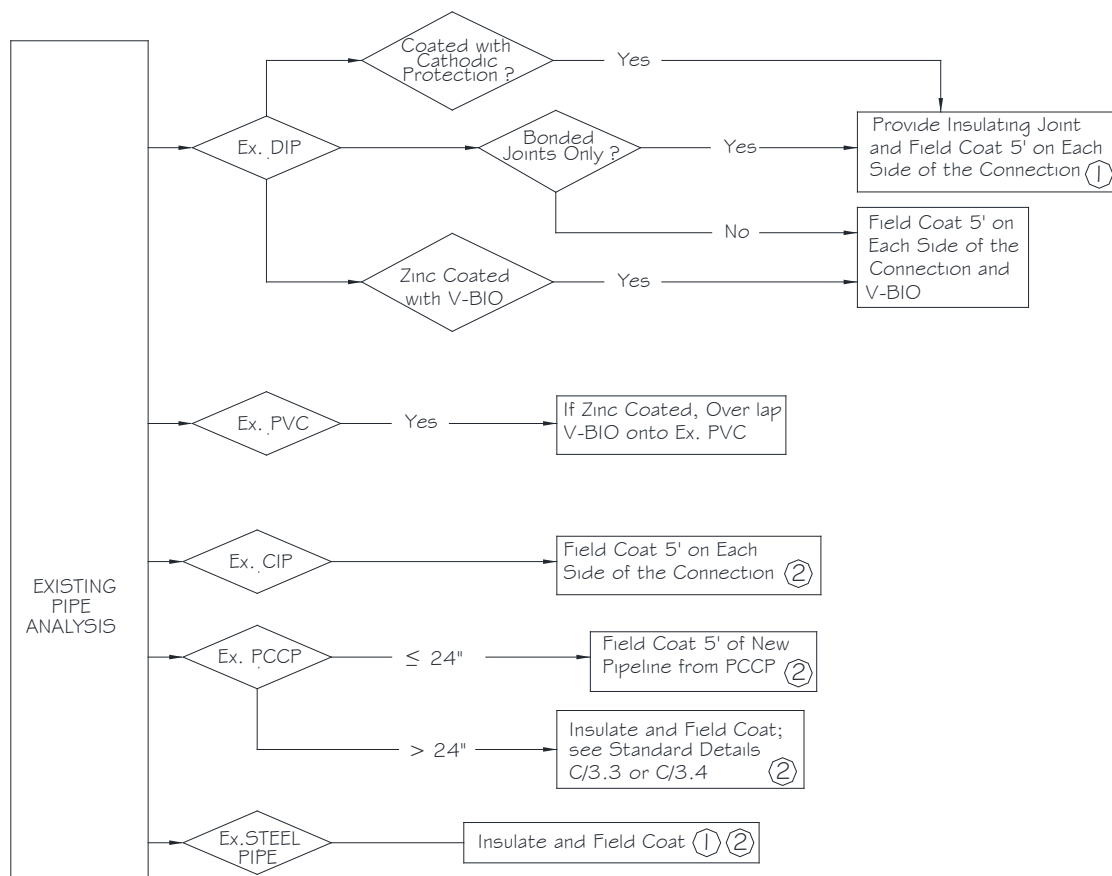 Coated with
Cathodic
Protection ?
Yes
Ex. DIP
Bonded
Joints Only ?
Yes
Provide Insulating Joint
and Field Coat 5' on Each
Side of the Connection 1
No
Field Coat 5' on
Each Side of the
Connection and
V-BIO
Zinc Coated
with V-BIO
Yes
Ex. PVC
Yes
If Zinc Coated, Over lap
V-BIO onto Ex. PVC
EXISTING
PIPE
ANALYSIS
Ex. CIP
Field Coat 5' on Each
Side of the Connection 2
Ex. PCCP
≤ 24"
Field Coat 5' of New
Pipeline from PCCP 2
> 24"
Insulate and Field Coat;
see Standard Details
C/3.3 or C/3.4 2
Ex.STEEL
PIPE
Insulate and Field Coat 1 2